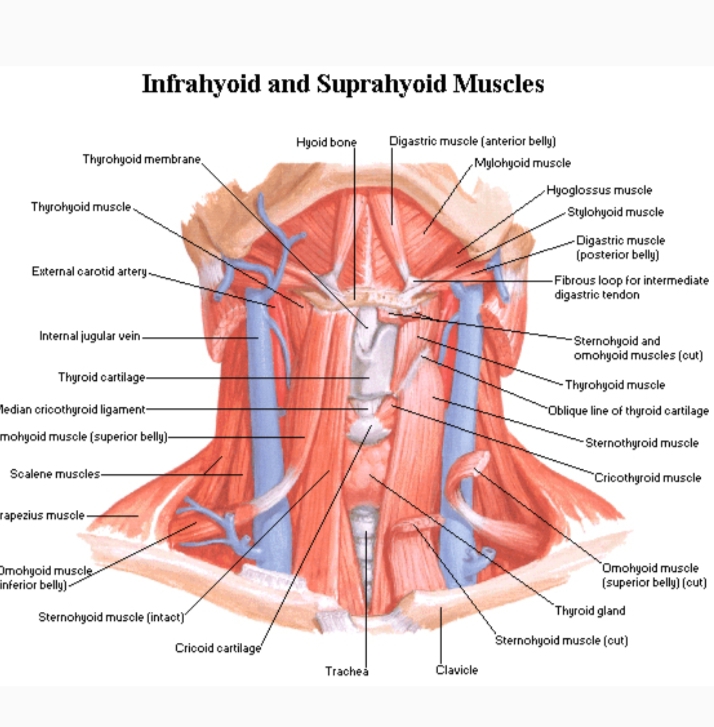 Infrahyoid and Suprahyoid Muscles
Hyoid bone
Digastric muscle (anterior belly)
Thyrohyoid membrane
Mylohyoid muscle
Hyoglossus muscle
Thyrohyoid muscle
Stylohyoid muscle
Digastric muscle
(posterior belly)
External carotid artery
Fibrous loop for intermediate
digastric tendon
Internal jugular vein
Sternohyoid and
omohyoid muscles (cut)
Thyroid cartilage
Thyrohyoid muscle
Median cricothyroid ligament
Oblique line of thyroid cartilage
mohyoid muscle (superior belly)
Sternothyroid muscle
Scalene muscles
Cricothyroid muscle
rapezius muscle
Omohyoid muscle
inferior belly)
Omohyoid muscle
(superior belly) (cut)
Sternohyoid muscle (intact)
Thyroid gland
Cricoid cartilage
Sternohyoid muscle (cut)
Trachea
Clavicle